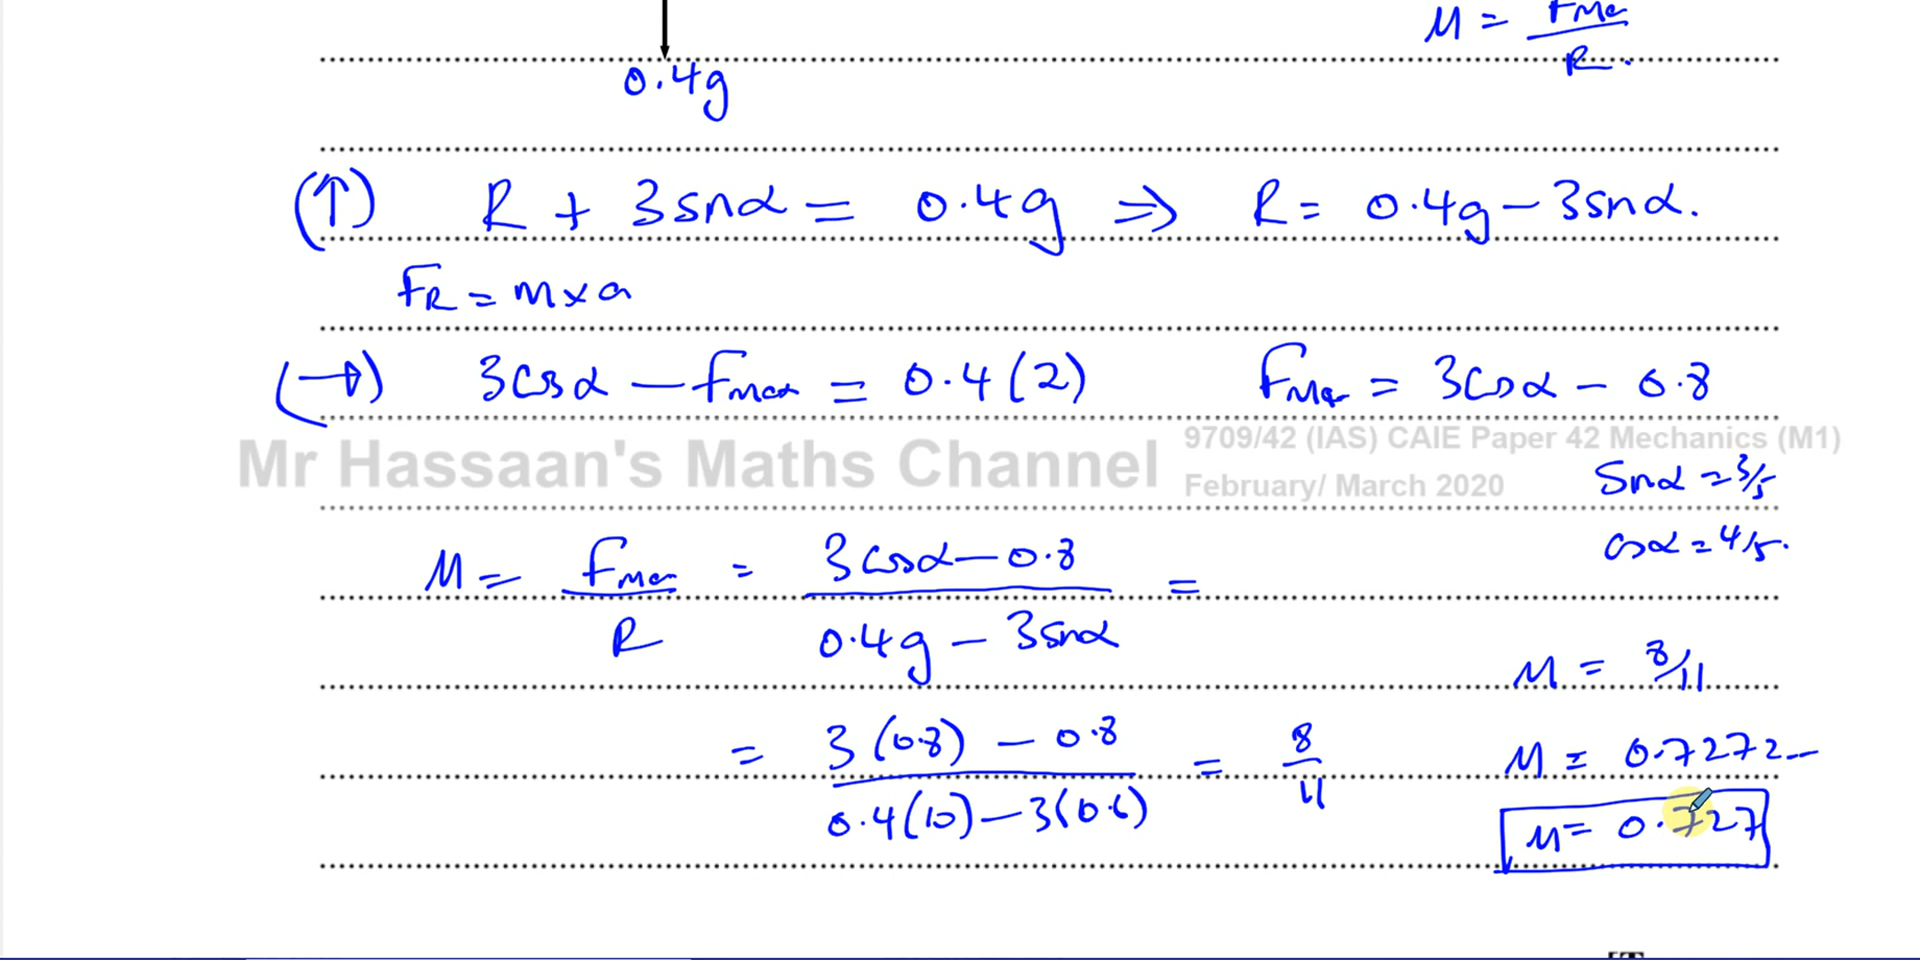 M = FMax
R.
0.4g
(↑) R + 3sinα = 0.4g ⇒ R = 0.4g - 3sinα.
FR = m x a
(→) 3cosα - Fmax = 0.4(2) FMax = 3cosα - 0.8
Mr Hassaan's Maths Channel
9709/42 (IAS) CAIE Paper 42 Mechanics (M1)
February/ March 2020
Sinα = 3/5
cosα = 4/5.
M = FMax / R = 3cosα - 0.8 / 0.4g - 3sinα =
M = 8/11
= 3(0.8) - 0.8 / 0.4(10) - 3(0.6) = 8/11
M = 0.7272--
M = 0.727